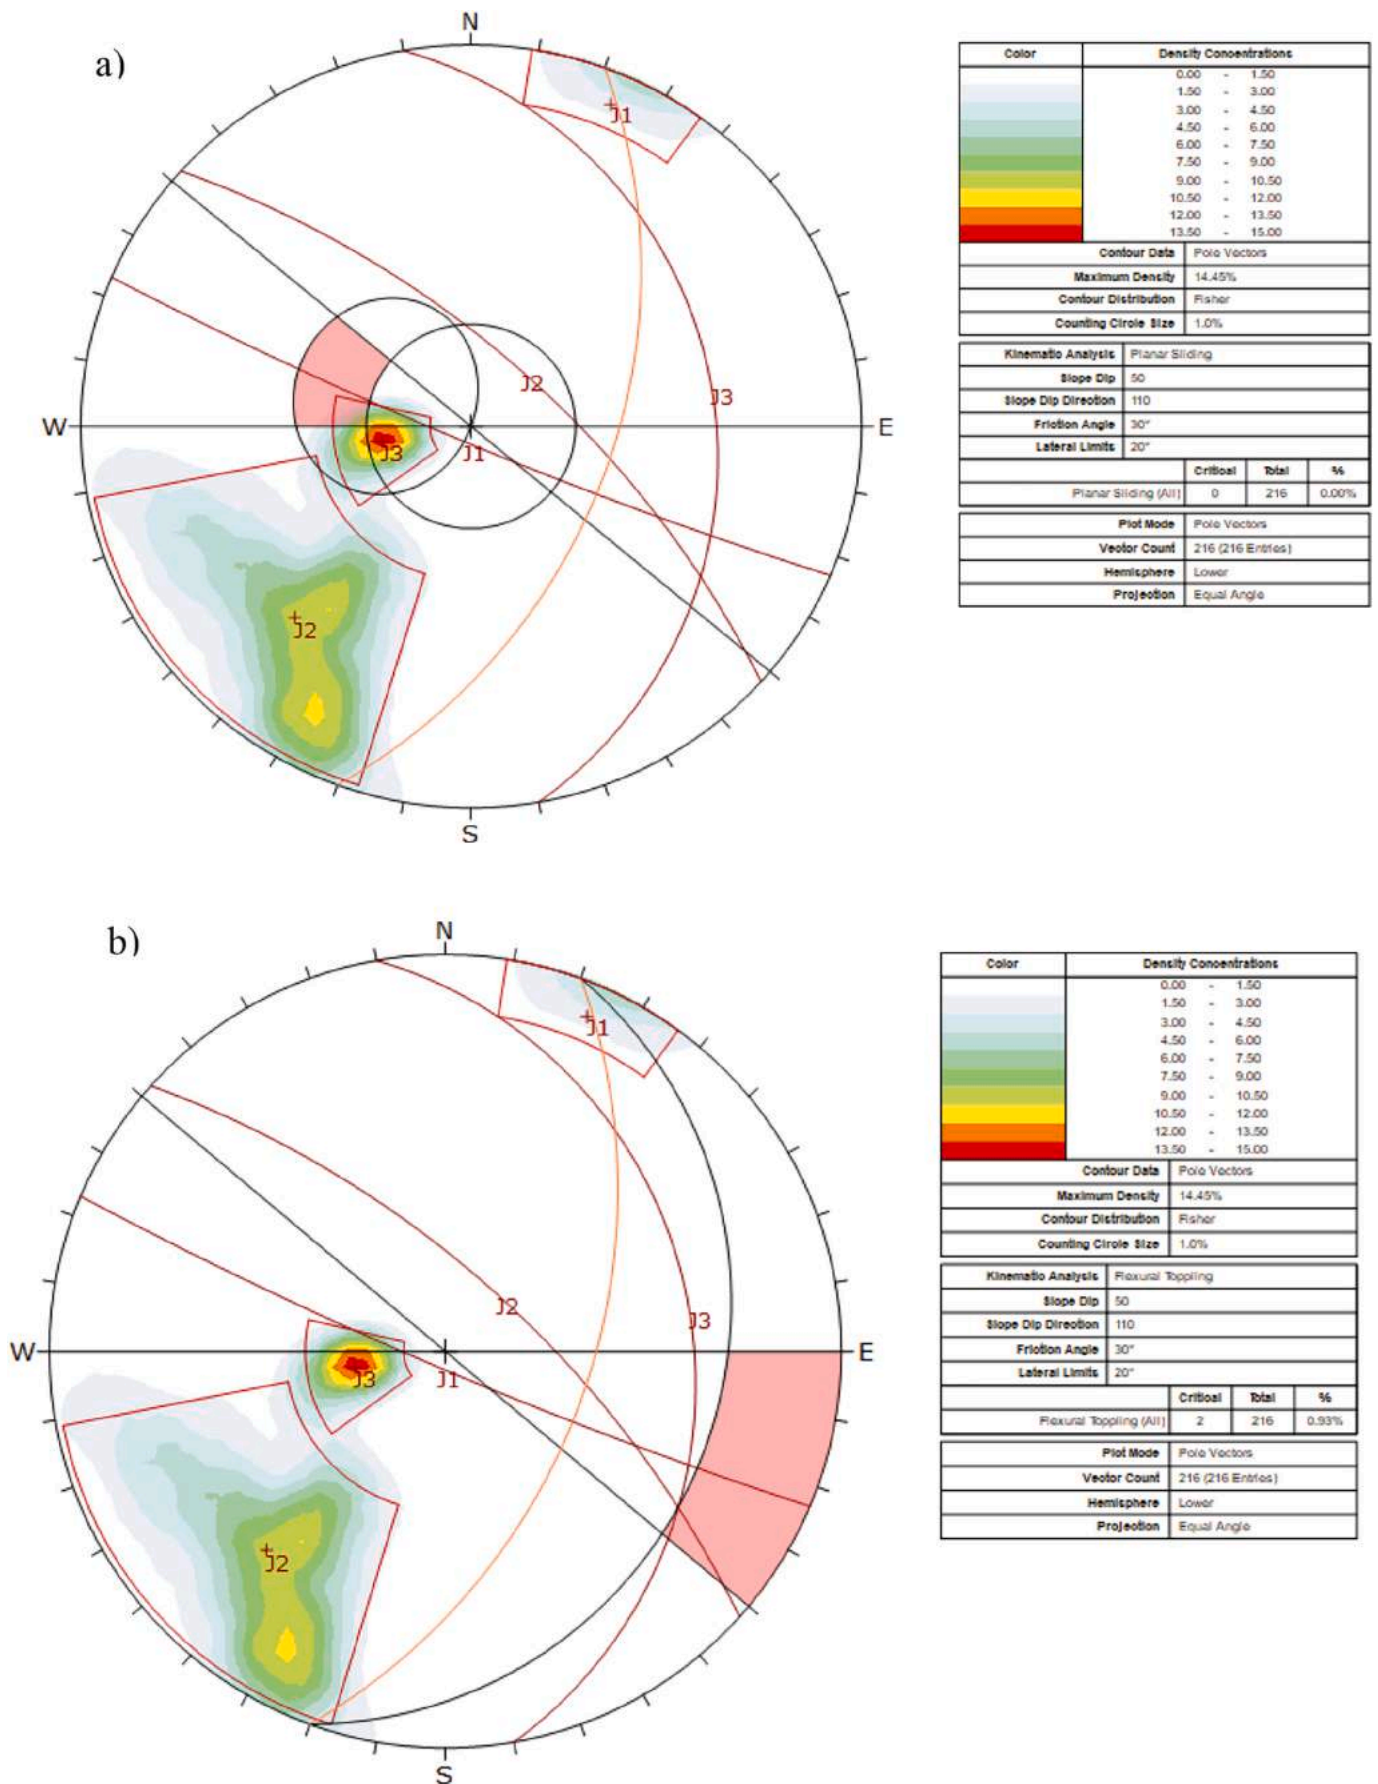 a)
N
J1
J2
J3
W
E
J3
J1
J2
S
Color Density Concentrations
0.00 - 1.50
1.50 - 3.00
3.00 - 4.50
4.50 - 6.00
6.00 - 7.50
7.50 - 9.00
9.00 - 10.50
10.50 - 12.00
12.00 - 13.50
13.50 - 15.00
Contour Data Pole Vectors
Maximum Density 14.45%
Contour Distribution Fisher
Counting Circle Size 1.0%
Kinematic Analysis Planar Sliding
Slope Dip 50
Slope Dip Direction 110
Friction Angle 30°
Lateral Limits 20°
Critical Total %
Planar Sliding (All) 0 216 0.00%
Plot Mode Pole Vectors
Vector Count 216 (216 Entries)
Hemisphere Lower
Projection Equal Angle
b)
N
J1
J2
J3
W
E
J3
J1
J2
S
Color Density Concentrations
0.00 - 1.50
1.50 - 3.00
3.00 - 4.50
4.50 - 6.00
6.00 - 7.50
7.50 - 9.00
9.00 - 10.50
10.50 - 12.00
12.00 - 13.50
13.50 - 15.00
Contour Data Pole Vectors
Maximum Density 14.45%
Contour Distribution Fisher
Counting Circle Size 1.0%
Kinematic Analysis Flexural Toppling
Slope Dip 50
Slope Dip Direction 110
Friction Angle 30°
Lateral Limits 20°
Critical Total %
Flexural Toppling (All) 2 216 0.93%
Plot Mode Pole Vectors
Vector Count 216 (216 Entries)
Hemisphere Lower
Projection Equal Angle